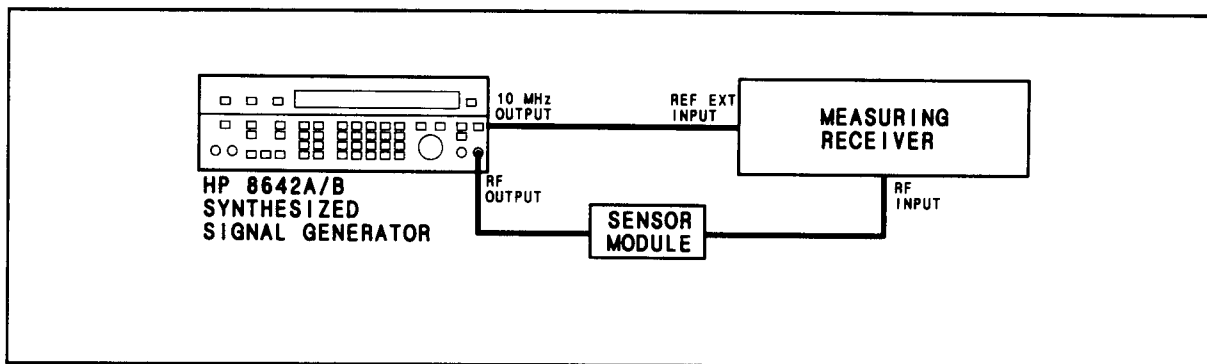 10 MHz
OUTPUT
REF EXT
INPUT
MEASURING
RECEIVER
HP 8642A/B
SYNTHESIZED
SIGNAL GENERATOR
RF
OUTPUT
SENSOR
MODULE
RF
INPUT